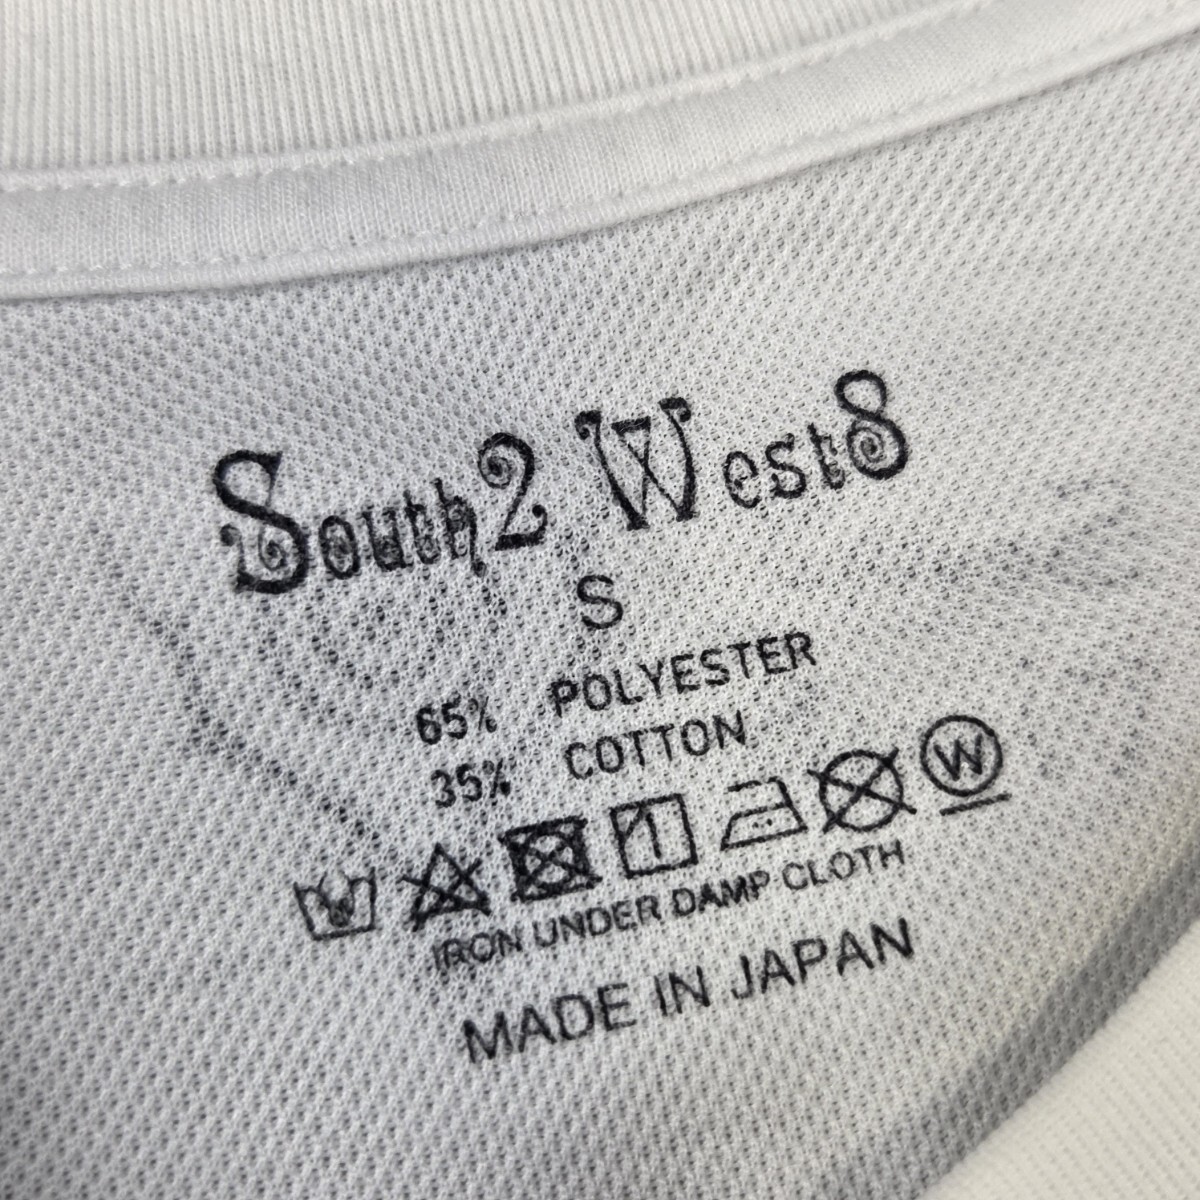 South2 West8
S
65% POLYESTER
35% COTTON
W
IRON UNDER DAMP CLOTH
MADE IN JAPAN